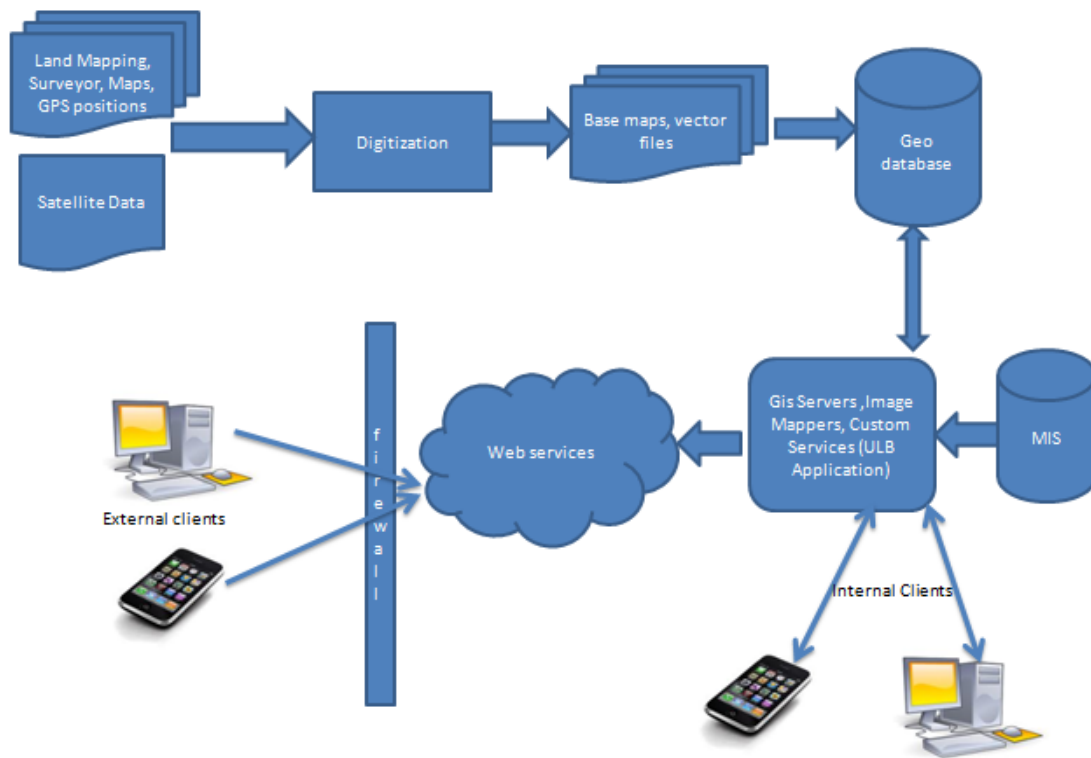 Land Mapping,
Surveyor, Maps,
GPS positions
Digitization
Base maps, vector
files
Geo
database
Satellite Data
firewall
Web services
Gis Servers ,Image
Mappers, Custom
Services (ULB
Application)
MIS
External clients
Internal Clients